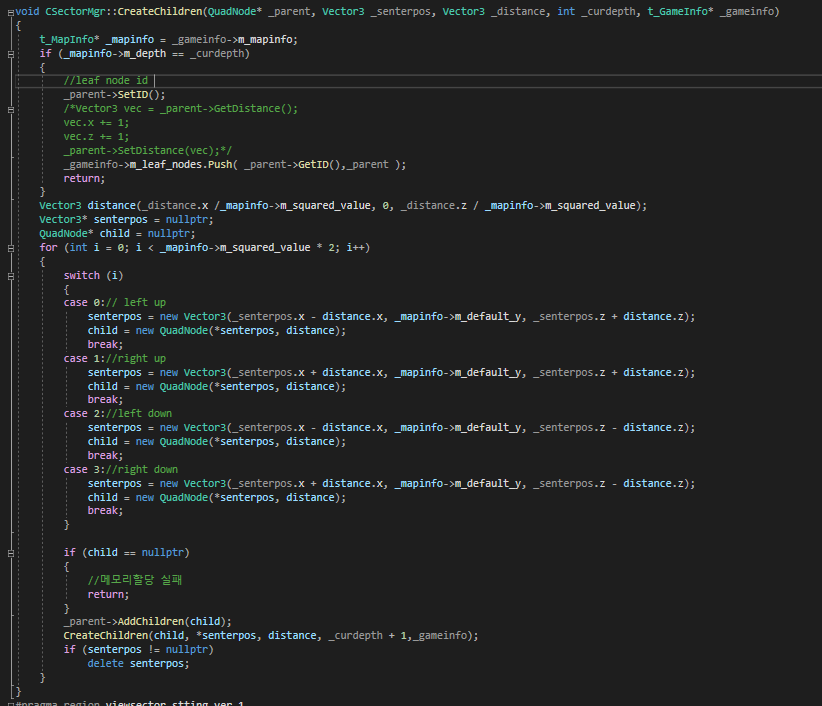 void CSectorMgr::CreateChildren(QuadNode* _parent, Vector3 _senterpos, Vector3 _distance, int _curdepth, t_GameInfo* _gameinfo)
{
    t_MapInfo* _mapinfo = _gameinfo->m_mapinfo;
    if (_mapinfo->m_depth == _curdepth)
    {
        //leaf node id
        _parent->SetID();
        /*Vector3 vec = _parent->GetDistance();
        vec.x += 1;
        vec.z += 1;
        _parent->SetDistance(vec);*/
        _gameinfo->m_leaf_nodes.Push( _parent->GetID(),_parent );
        return;
    }
    Vector3 distance(_distance.x /_mapinfo->m_squared_value, 0, _distance.z / _mapinfo->m_squared_value);
    Vector3* senterpos = nullptr;
    QuadNode* child = nullptr;
    for (int i = 0; i < _mapinfo->m_squared_value * 2; i++)
    {
        switch (i)
        {
        case 0:// left up
            senterpos = new Vector3(_senterpos.x - distance.x, _mapinfo->m_default_y, _senterpos.z + distance.z);
            child = new QuadNode(*senterpos, distance);
            break;
        case 1://right up
            senterpos = new Vector3(_senterpos.x + distance.x, _mapinfo->m_default_y, _senterpos.z + distance.z);
            child = new QuadNode(*senterpos, distance);
            break;
        case 2://left down
            senterpos = new Vector3(_senterpos.x - distance.x, _mapinfo->m_default_y, _senterpos.z - distance.z);
            child = new QuadNode(*senterpos, distance);
            break;
        case 3://right down
            senterpos = new Vector3(_senterpos.x + distance.x, _mapinfo->m_default_y, _senterpos.z - distance.z);
            child = new QuadNode(*senterpos, distance);
            break;
        }

        if (child == nullptr)
        {
            //메모리할당 실패
            return;
        }
        _parent->AddChildren(child);
        CreateChildren(child, *senterpos, distance, _curdepth + 1,_gameinfo);
        if (senterpos != nullptr)
            delete senterpos;
    }
}
#pragma region viewsector stting ver 1